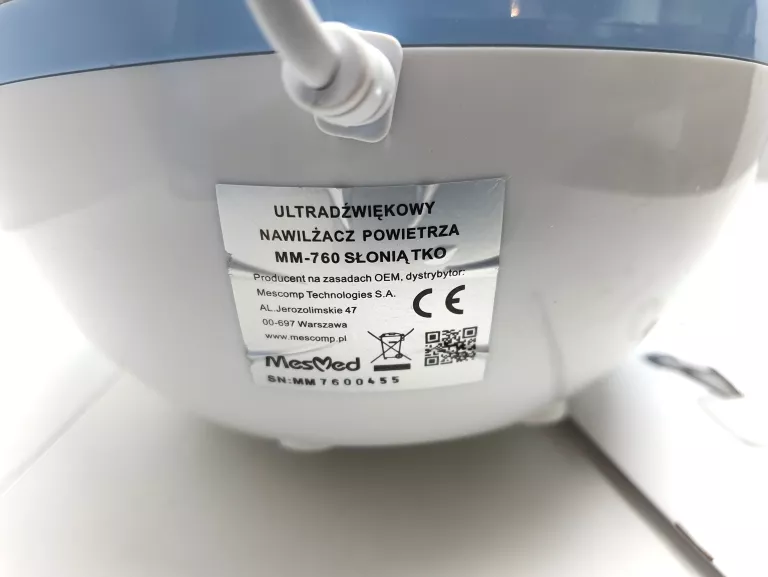 ULTRADŹWIĘKOWY
NAWILŻACZ POWIETRZA
MM-760 SŁONIĄTKO
Producent na zasadach OEM, dystrybytor:
Mescomp Technologies S.A.
AL.Jerozolimskie 47
00-697 Warszawa
www.mescomp.pl
CE
MesMed
SN:MM7600455